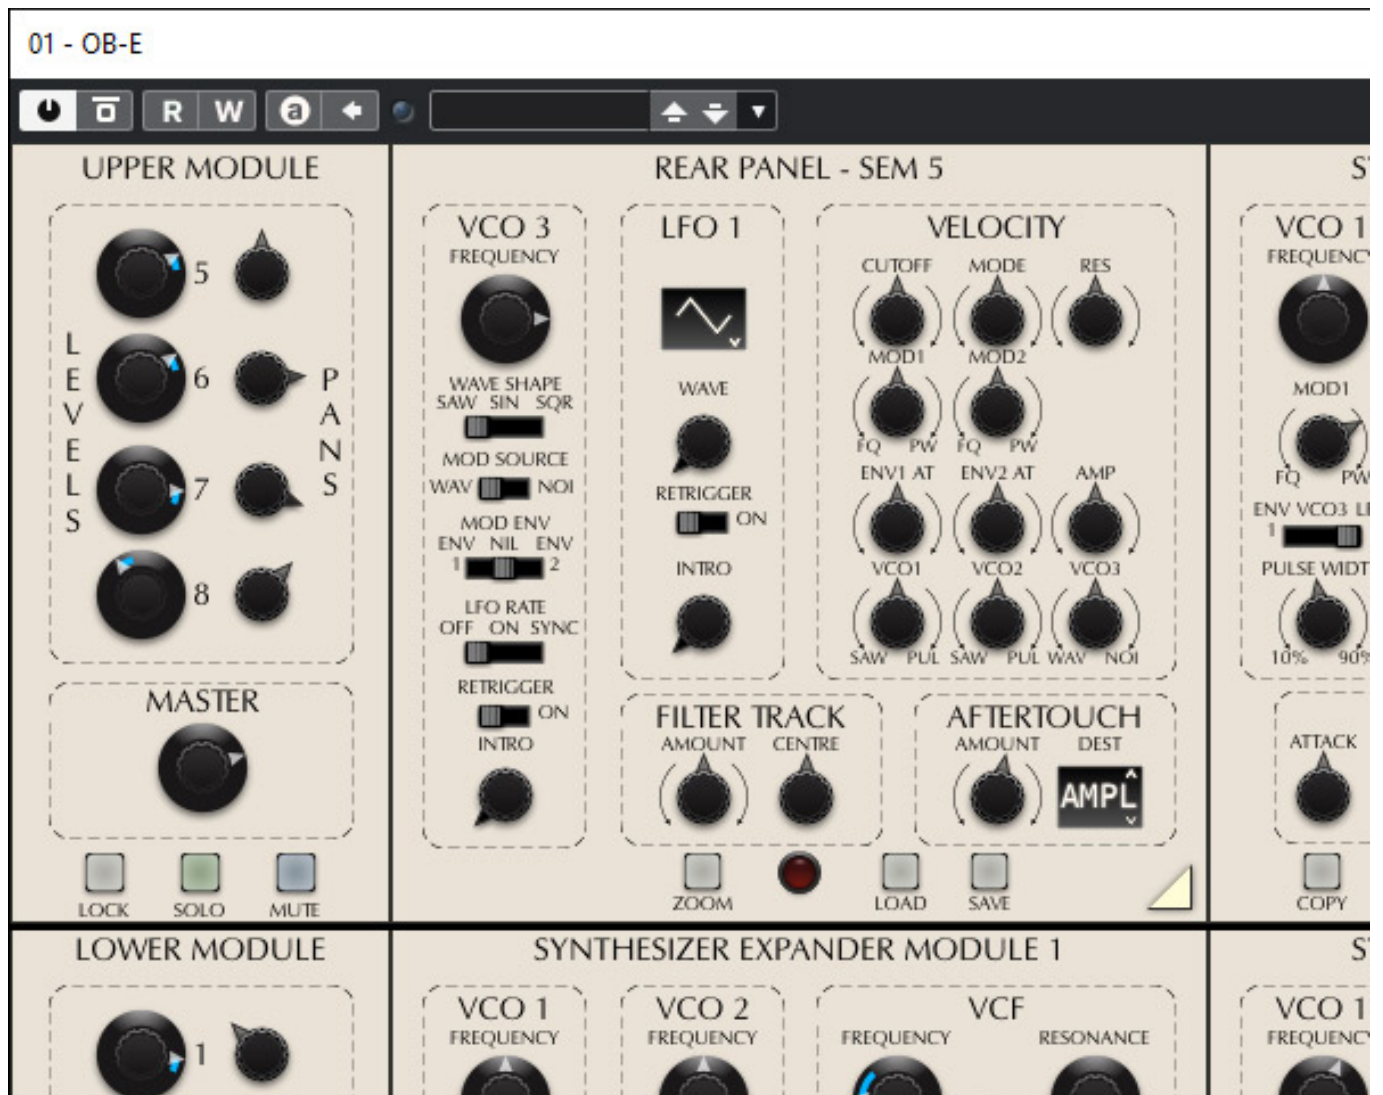 01 - OB-E
R W a
UPPER MODULE
LEVELS
5
6
7
8
PANS
MASTER
LOCK SOLO MUTE
REAR PANEL - SEM 5
VCO 3
FREQUENCY
WAVE SHAPE
SAW SIN SQR
MOD SOURCE
WAV NOI
MOD ENV
ENV NIL ENV
1 2
LFO RATE
OFF ON SYNC
RETRIGGER
ON
INTRO
LFO 1
WAVE
RETRIGGER
ON
INTRO
VELOCITY
CUTOFF MODE RES
MOD1 MOD2
FQ PW FQ PW
ENV1 AT ENV2 AT AMP
VCO1 VCO2 VCO3
SAW PUL SAW PUL WAV NOI
FILTER TRACK
AMOUNT CENTRE
AFTERTOUCH
AMOUNT DEST
AMPL
ZOOM LOAD SAVE
VCO 1
FREQUENCY
MOD1
FQ PW
ENV VCO3
1
PULSE
10% 90%
ATTACK
COPY
LOWER MODULE
1
SYNTHESIZER EXPANDER MODULE 1
VCO 1
FREQUENCY
VCO 2
FREQUENCY
VCF
FREQUENCY RESONANCE
VCO 1
FREQUENCY